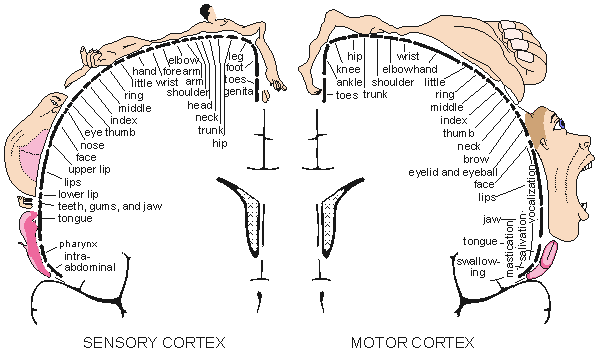 leg
foot
toes
genita
elbow
forearm
hand
arm
wrist
shoulder
little
ring
middle
index
thumb
eye
nose
face
upper lip
lips
lower lip
teeth, gums, and jaw
tongue
pharynx
intra-
abdominal
head
neck
trunk
hip
SENSORY CORTEX
hip
knee
ankle
toes
trunk
shoulder
elbow
wrist
hand
little
ring
middle
index
thumb
neck
brow
eyelid and eyeball
face
lips
jaw
tongue
swallow-
ing
mastication
salivation
vocalization
MOTOR CORTEX